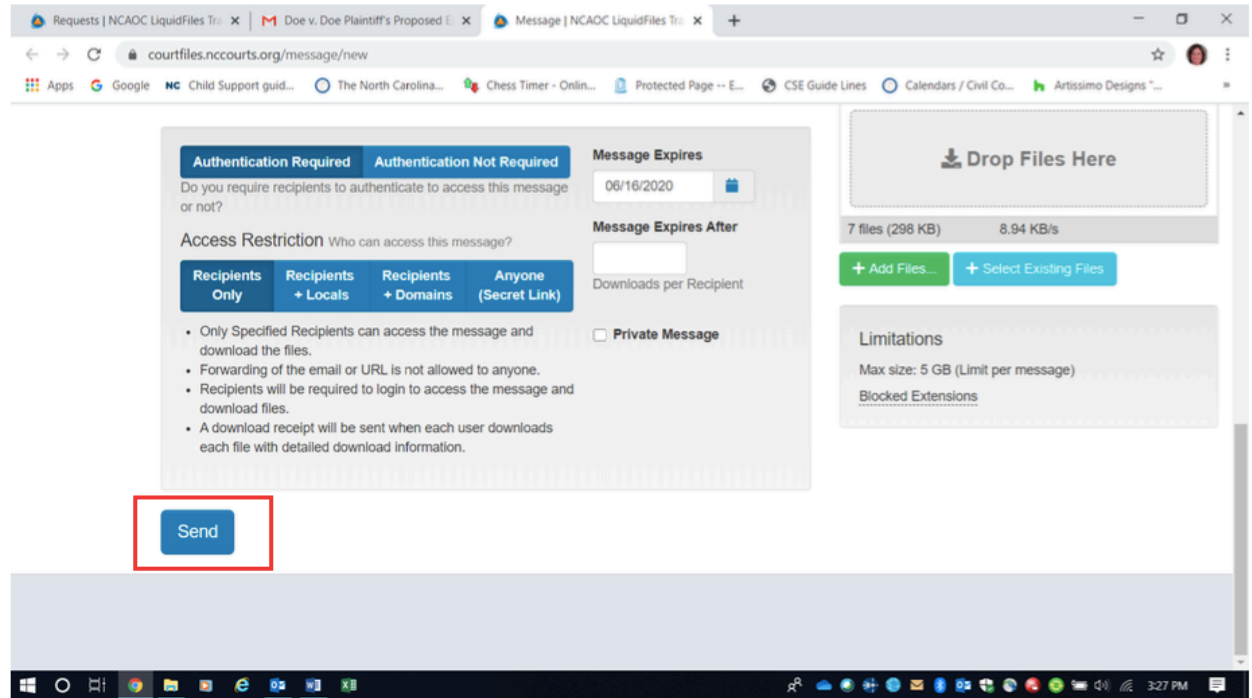 Requests | NCAOC LiquidFiles Tra
Doe v. Doe Plaintiff's Proposed E
Message | NCAOC LiquidFiles Tra
courtfiles.nccourts.org/message/new
Apps
Google
NC Child Support guid...
The North Carolina...
Chess Timer - Onlin...
Protected Page -- E...
CSE Guide Lines
Calendars / Civil Co...
Artissimo Designs "...
Authentication Required
Authentication Not Required
Do you require recipients to authenticate to access this message
or not?
Access Restriction Who can access this message?
Recipients
Only
Recipients
+ Locals
Recipients
+ Domains
Anyone
(Secret Link)
• Only Specified Recipients can access the message and
download the files.
• Forwarding of the email or URL is not allowed to anyone.
• Recipients will be required to login to access the message and
download files.
• A download receipt will be sent when each user downloads
each file with detailed download information.
Message Expires
06/16/2020
Message Expires After
Downloads per Recipient
Private Message
Drop Files Here
7 files (298 KB) 8.94 KB/s
+ Add Files...
+ Select Existing Files
Limitations
Max size: 5 GB (Limit per message)
Blocked Extensions
Send
3:27 PM